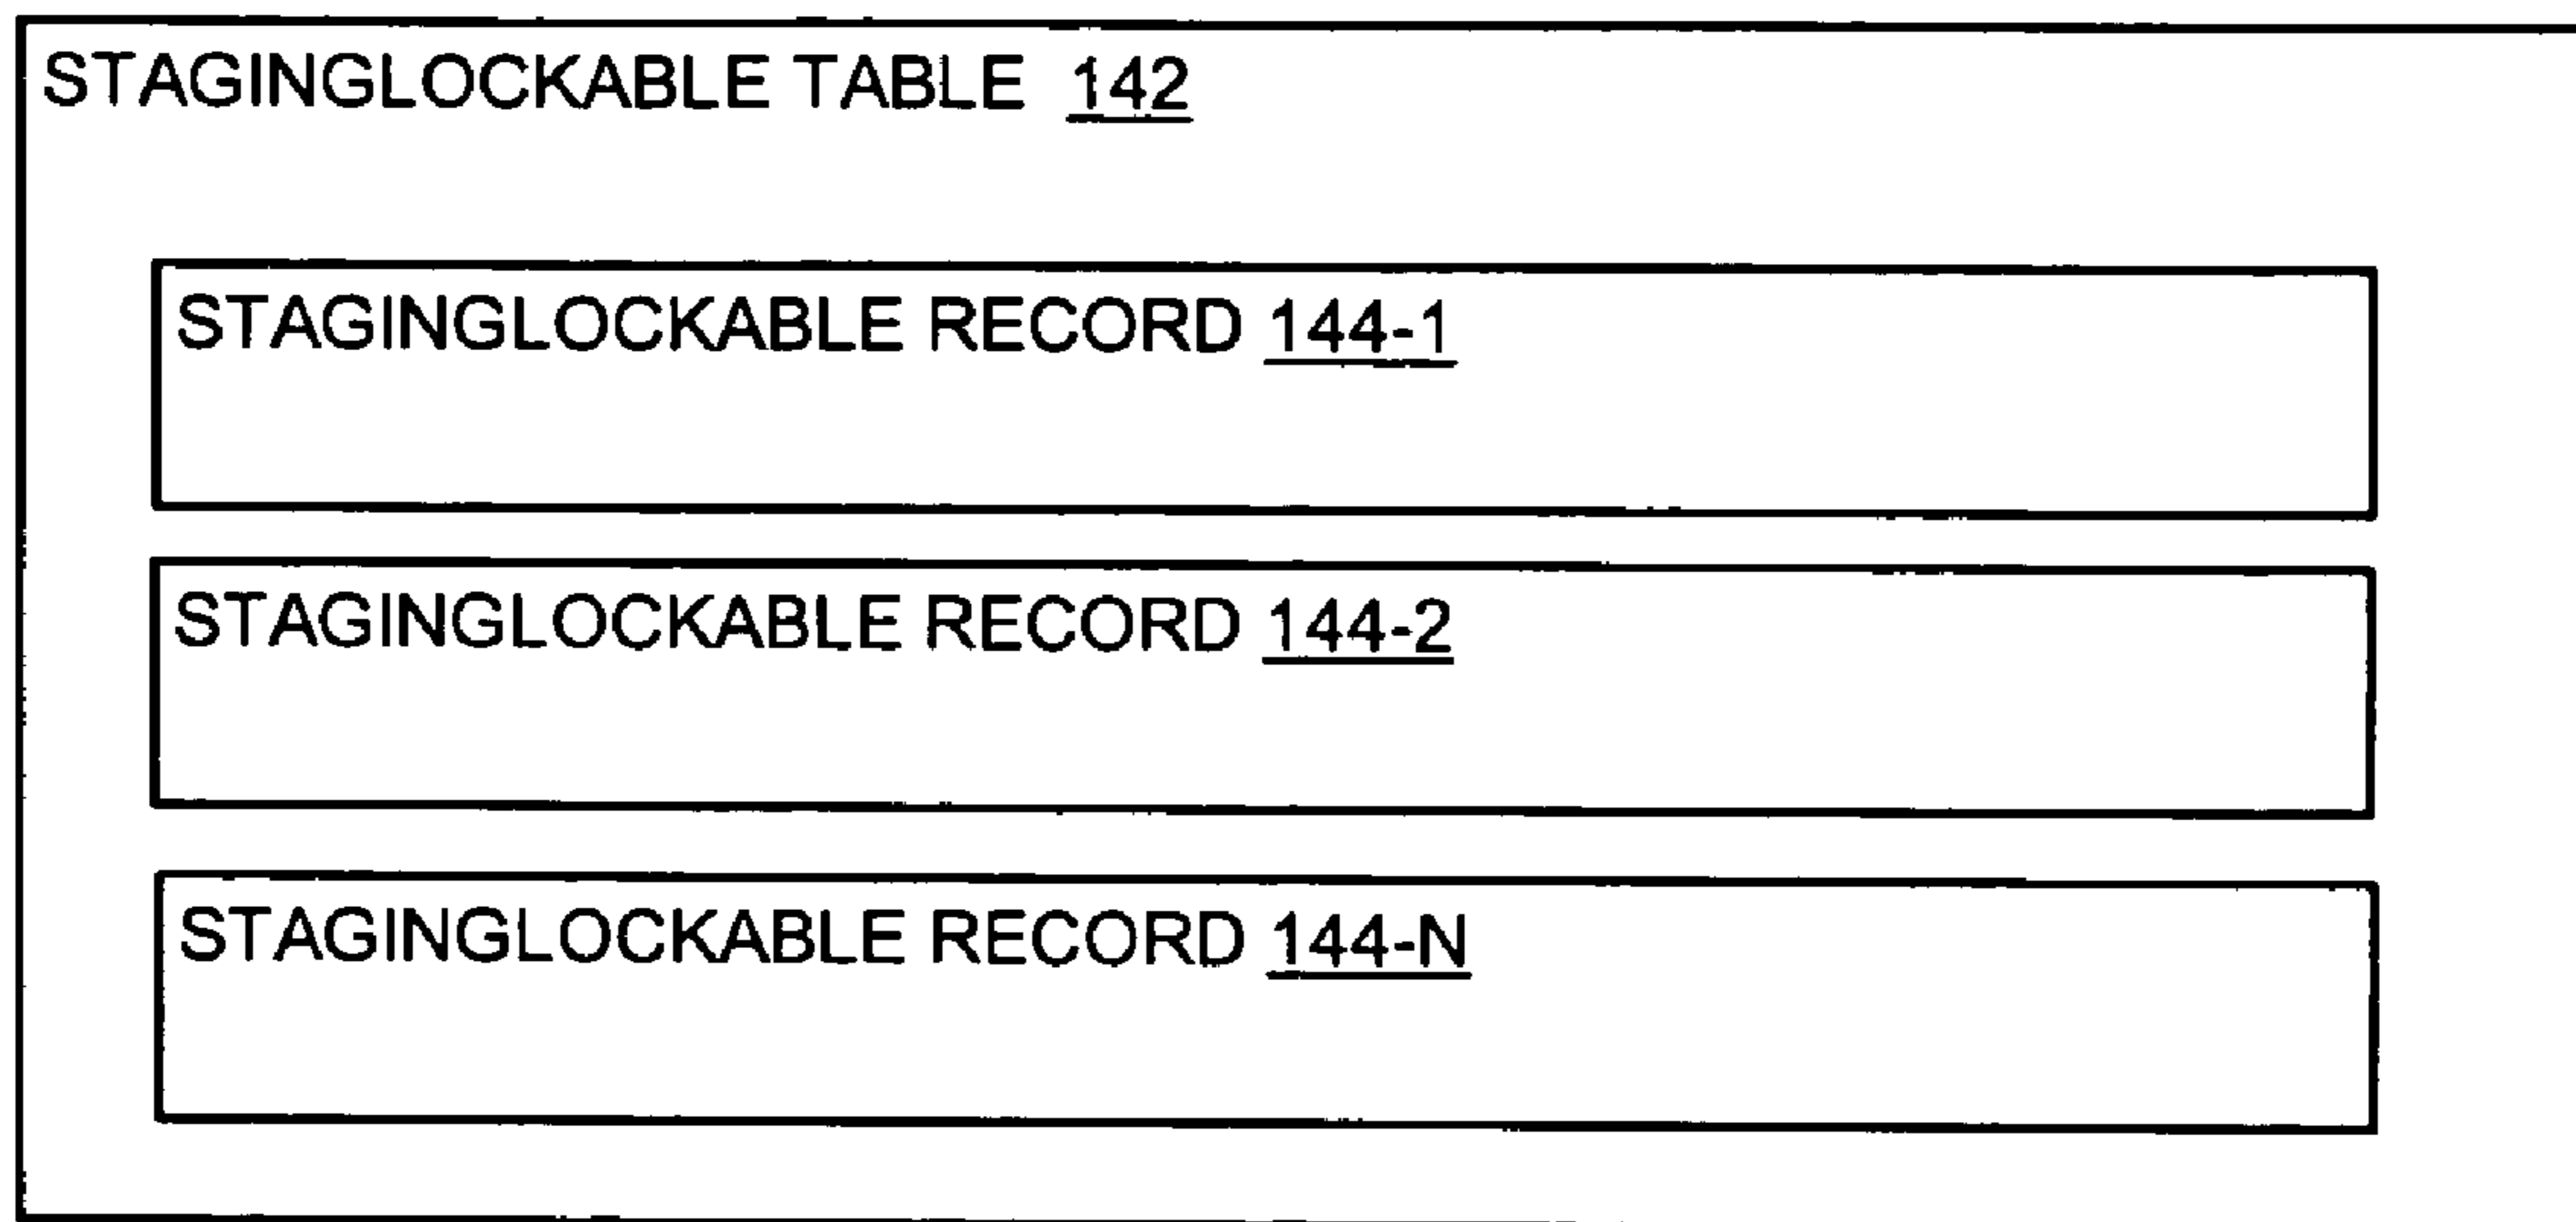 STAGINGLOCKABLE TABLE 142
STAGINGLOCKABLE RECORD 144-1
STAGINGLOCKABLE RECORD 144-2
STAGINGLOCKABLE RECORD 144-N